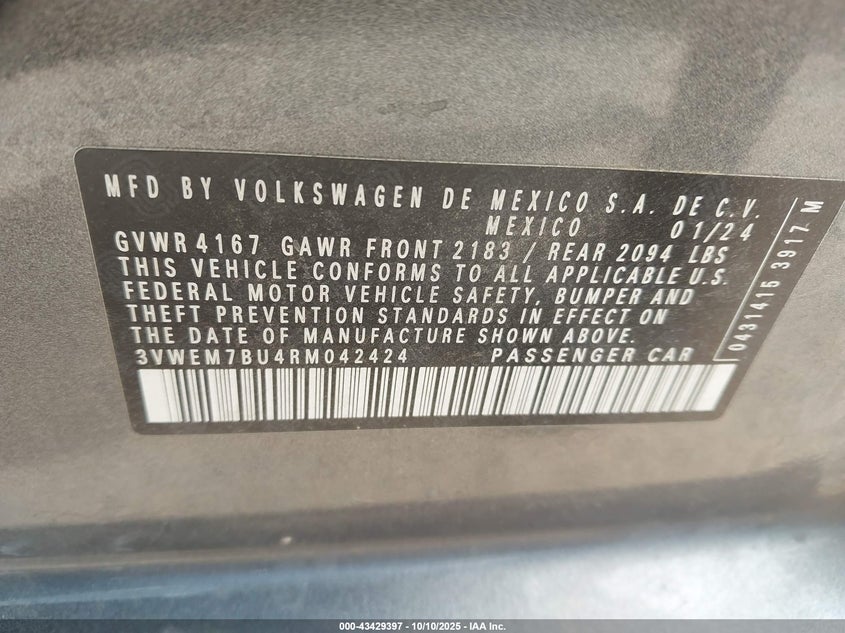 MFD BY VOLKSWAGEN DE MEXICO S.A. DE C.V.
MEXICO 01/24
GVWR 4167 GAWR FRONT 2183 / REAR 2094 LBS
THIS VEHICLE CONFORMS TO ALL APPLICABLE U.S.
FEDERAL MOTOR VEHICLE SAFETY, BUMPER AND
THEFT PREVENTION STANDARDS IN EFFECT ON
THE DATE OF MANUFACTURE SHOWN ABOVE.
3VWEM7BU4RM042424 PASSENGER CAR
0431415 3917 M
000-43429397 - 10/10/2025 - IAA Inc.